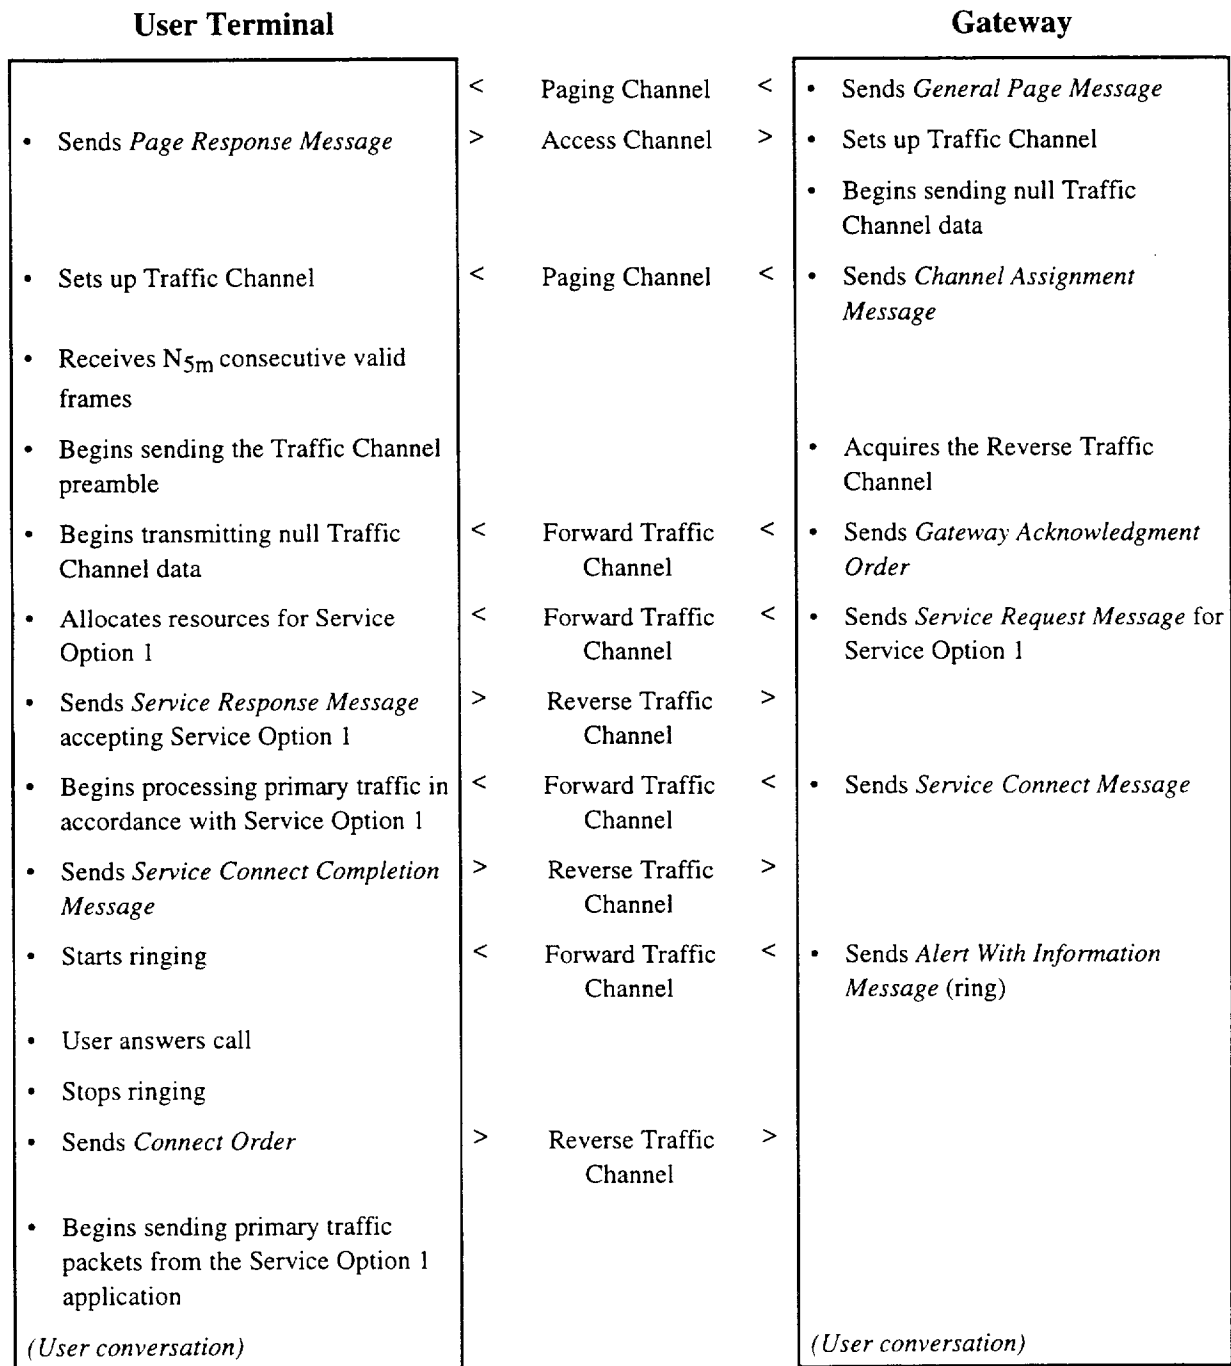 User Terminal Gateway
< Paging Channel < • Sends General Page Message
• Sends Page Response Message > Access Channel > • Sets up Traffic Channel
• Begins sending null Traffic
Channel data
• Sets up Traffic Channel < Paging Channel < • Sends Channel Assignment
Message
• Receives N5m consecutive valid
frames
• Begins sending the Traffic Channel • Acquires the Reverse Traffic
preamble Channel
• Begins transmitting null Traffic < Forward Traffic < • Sends Gateway Acknowledgment
Channel data Channel Order
• Allocates resources for Service < Forward Traffic < • Sends Service Request Message for
Option 1 Channel Service Option 1
• Sends Service Response Message > Reverse Traffic >
accepting Service Option 1 Channel
• Begins processing primary traffic in < Forward Traffic < • Sends Service Connect Message
accordance with Service Option 1 Channel
• Sends Service Connect Completion > Reverse Traffic >
Message Channel
• Starts ringing < Forward Traffic < • Sends Alert With Information
Channel Message (ring)
• User answers call
• Stops ringing
• Sends Connect Order > Reverse Traffic >
Channel
• Begins sending primary traffic
packets from the Service Option 1
application
(User conversation) (User conversation)